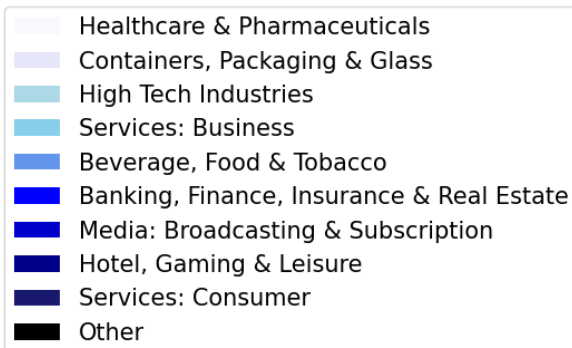 Healthcare & Pharmaceuticals
Containers, Packaging & Glass
High Tech Industries
Services: Business
Beverage, Food & Tobacco
Banking, Finance, Insurance & Real Estate
Media: Broadcasting & Subscription
Hotel, Gaming & Leisure
Services: Consumer
Other